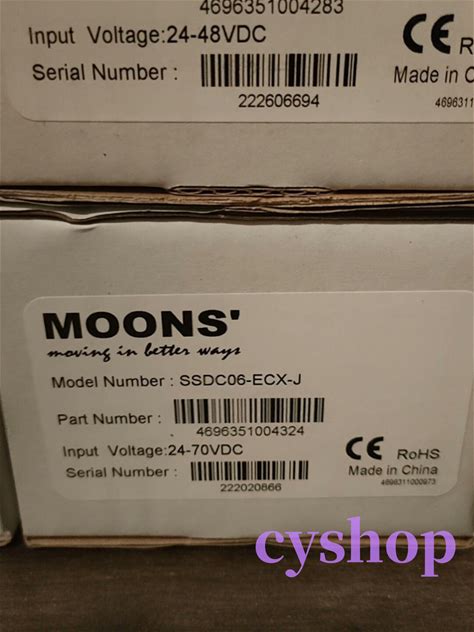 4696351004283
Input Voltage:24-48VDC
CE
Serial Number :
Made in C
222606694
MOONS'
moving in better ways
Model Number : SSDC06-ECX-J
Part Number :
4696351004324
Input Voltage:24-70VDC
CE RoHS
Serial Number :
Made in China
222020866
4696311000973
cyshop